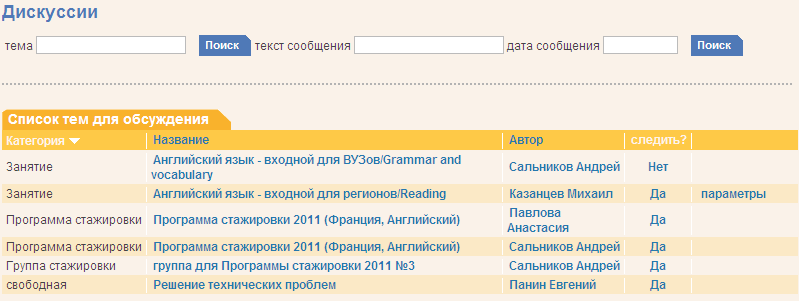 Дискуссии
тема Поиск текст сообщения дата сообщения Поиск
Список тем для обсуждения
Категория Название Автор следить?
Занятие Английский язык - входной для ВУЗов/Grammar and vocabulary Сальников Андрей Нет
Занятие Английский язык - входной для регионов/Reading Казанцев Михаил Да параметры
Программа стажировки Программа стажировки 2011 (Франция, Английский) Павлова Анастасия Да
Программа стажировки Программа стажировки 2011 (Франция, Английский) Сальников Андрей Да
Группа стажировки группа для Программы стажировки 2011 №3 Сальников Андрей Да
свободная Решение технических проблем Панин Евгений Да